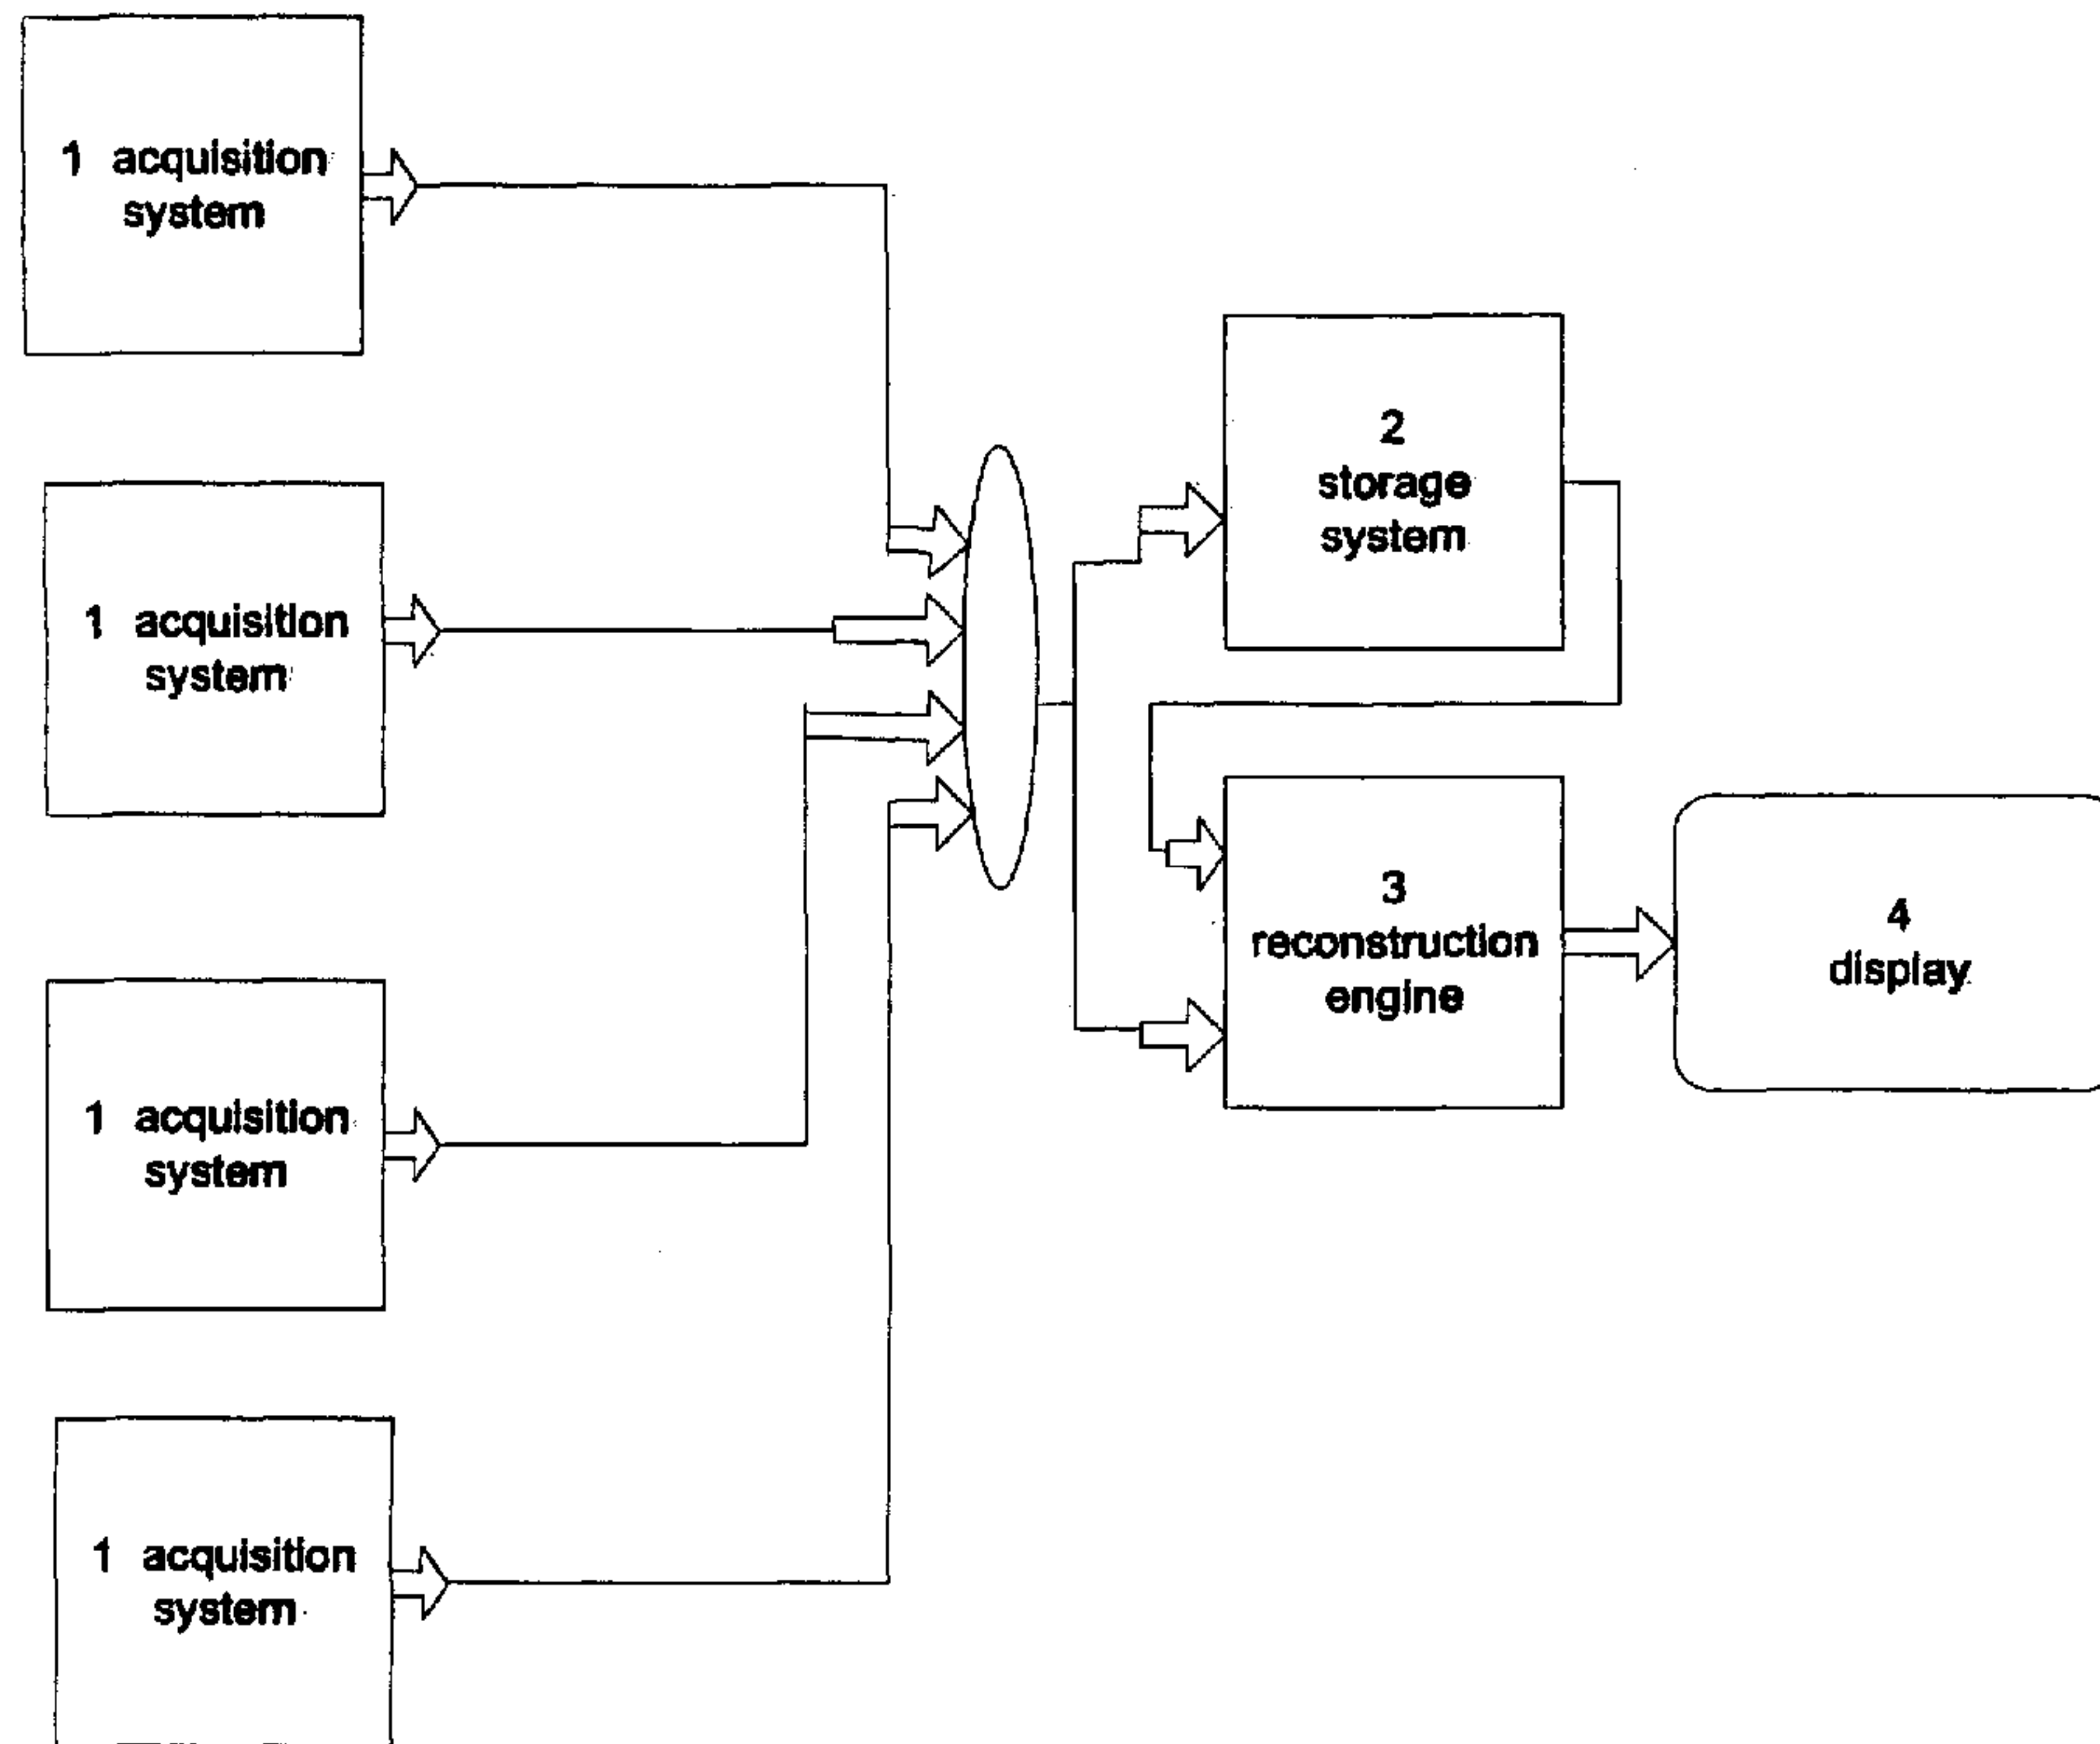 1 acquisition
system
2
storage
system
1 acquisition
system
3
reconstruction
engine
4
display
1 acquisition
system
1 acquisition
system